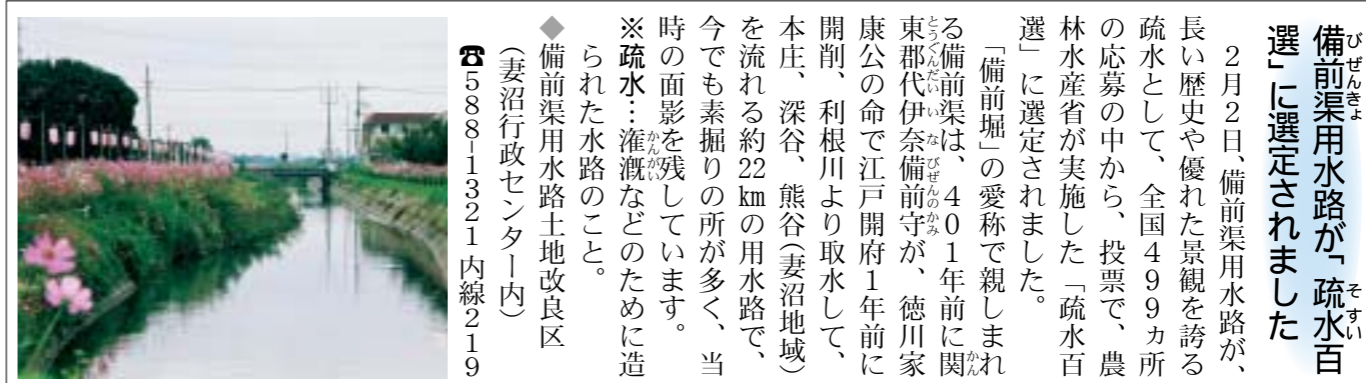 備前渠用水路が「疏水百
選」に選定されました
２月２日、備前渠用水路が、
長い歴史や優れた景観を誇る
疏水として、全国４９９ヵ所
の応募の中から、投票で、農
林水産省が実施した「疏水百
選」に選定されました。
「備前堀」の愛称で親しまれ
る備前渠は、４０１年前に関
東郡代伊奈備前守が、徳川家
康公の命で江戸開府１年前に
開削、利根川より取水して、
本庄、深谷、熊谷（妻沼地域）
を流れる約22㎞の用水路で、
今でも素掘りの所が多く、当
時の面影を残しています。
※疏水…潅漑などのために造
られた水路のこと。
◆備前渠用水路土地改良区
（妻沼行政センター内）
☎５８８-１３２１内線２１９